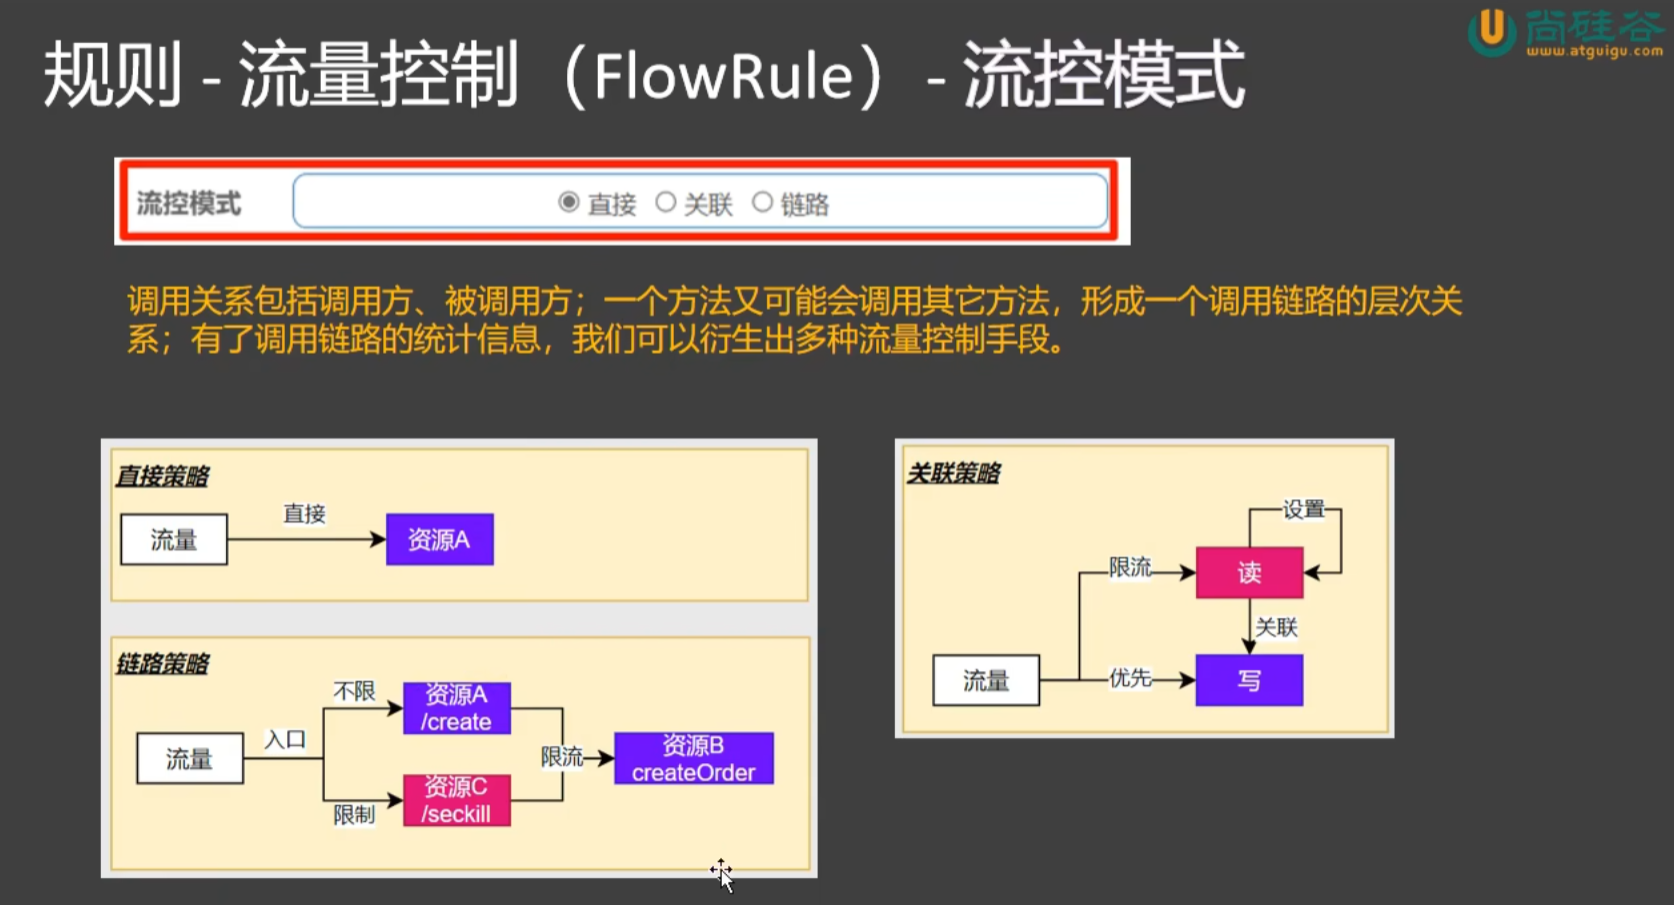 尚硅谷
www.atguigu.com
规则 - 流量控制（FlowRule）- 流控模式
流控模式
直接 关联 链路
调用关系包括调用方、被调用方；一个方法又可能会调用其它方法，形成一个调用链路的层次关
系；有了调用链路的统计信息，我们可以衍生出多种流量控制手段。
直接策略
流量
直接
资源A
链路策略
流量
入口
不限
限制
资源A
/create
资源C
/seckill
限流
资源B
createOrder
关联策略
设置
限流
读
关联
流量
优先
写